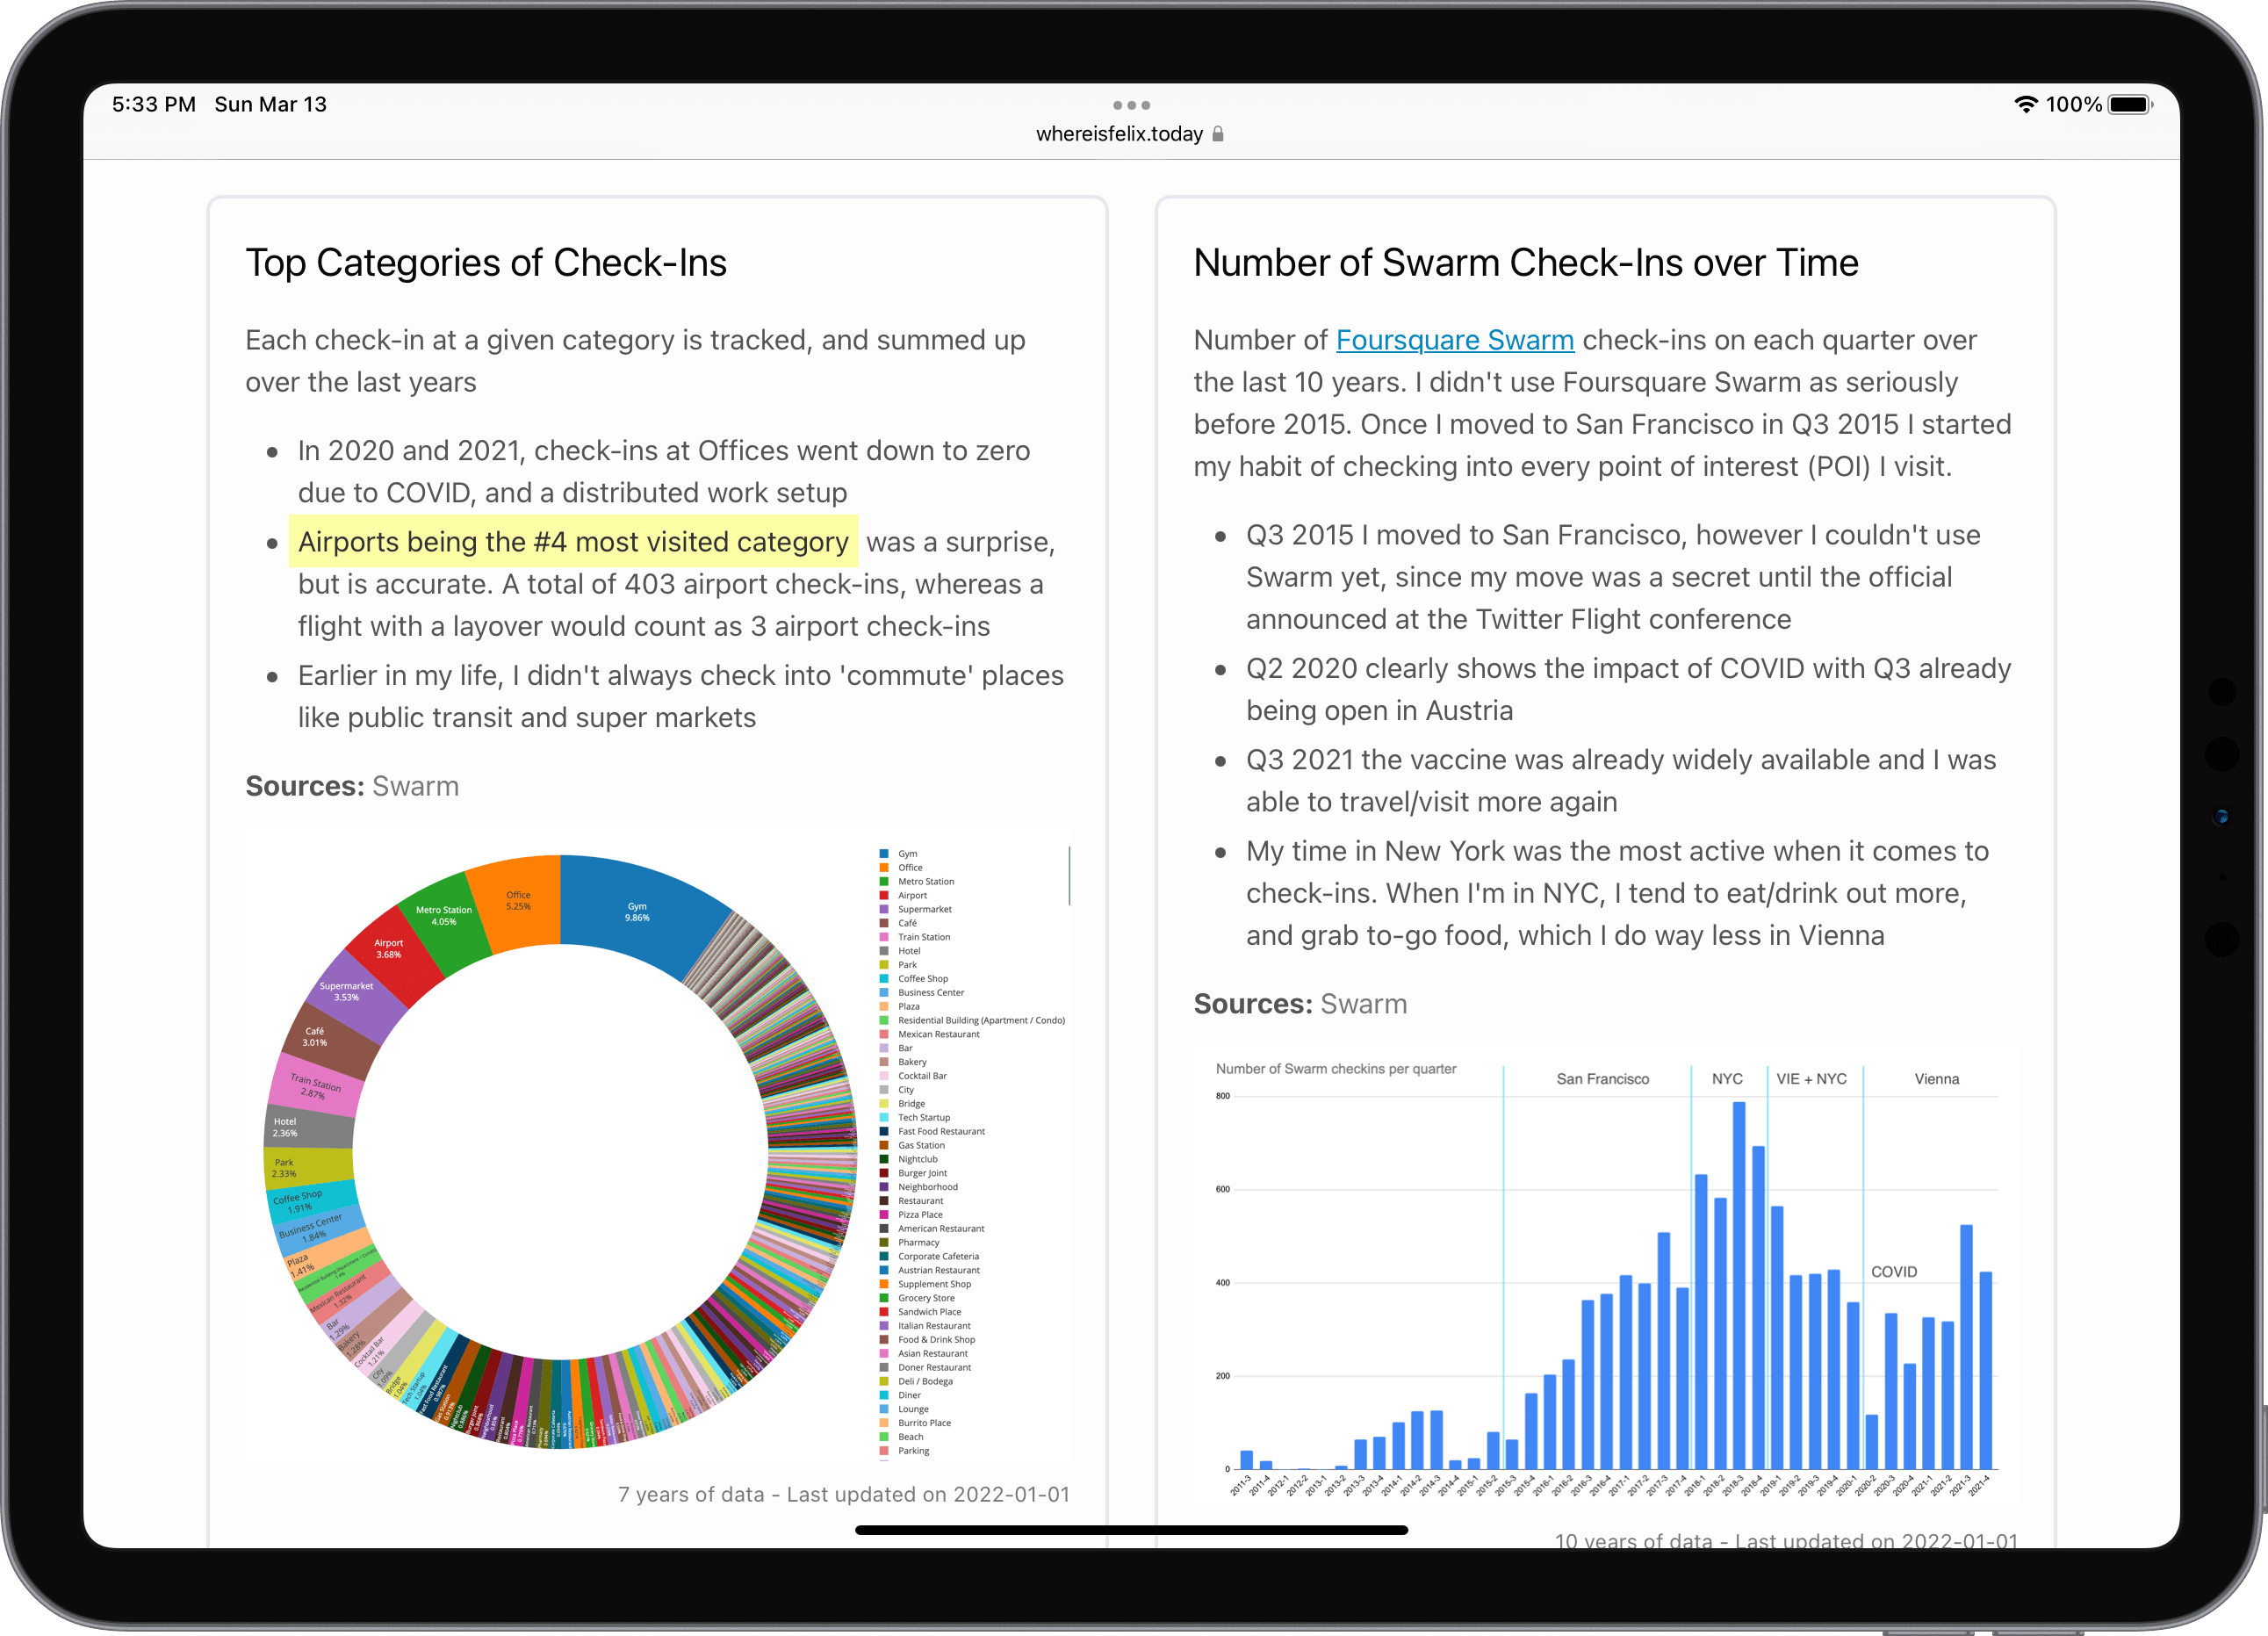 5:33 PM Sun Mar 13
100%
whereisfelix.today
Top Categories of Check-Ins
Each check-in at a given category is tracked, and summed up
over the last years
In 2020 and 2021, check-ins at Offices went down to zero
due to COVID, and a distributed work setup
Airports being the #4 most visited category was a surprise,
but is accurate. A total of 403 airport check-ins, whereas a
flight with a layover would count as 3 airport check-ins
Earlier in my life, I didn't always check into 'commute' places
like public transit and super markets
Sources: Swarm
Gym
9.86%
Office
5.25%
Metro Station
4.05%
Airport
3.68%
Supermarket
3.53%
Café
3.01%
Train Station
2.87%
Hotel
2.36%
Park
2.33%
Coffee Shop
1.91%
Business Center
1.84%
Plaza
1.41%
Mexican Restaurant
1.32%
Bar
1.29%
Bakery
1.28%
Cocktail Bar
1.21%
City
1.09%
Bridge
1.04%
Tech Startup
1.04%
Gym
Office
Metro Station
Airport
Supermarket
Café
Train Station
Hotel
Park
Coffee Shop
Business Center
Plaza
Residential Building (Apartment / Condo)
Mexican Restaurant
Bar
Bakery
Cocktail Bar
City
Bridge
Tech Startup
Fast Food Restaurant
Gas Station
Nightclub
Burger Joint
Neighborhood
Restaurant
Pizza Place
American Restaurant
Pharmacy
Corporate Cafeteria
Austrian Restaurant
Supplement Shop
Grocery Store
Sandwich Place
Italian Restaurant
Food & Drink Shop
Asian Restaurant
Doner Restaurant
Deli / Bodega
Diner
Lounge
Burrito Place
Beach
Parking
7 years of data - Last updated on 2022-01-01
Number of Swarm Check-Ins over Time
Number of Foursquare Swarm check-ins on each quarter over
the last 10 years. I didn't use Foursquare Swarm as seriously
before 2015. Once I moved to San Francisco in Q3 2015 I started
my habit of checking into every point of interest (POI) I visit.
Q3 2015 I moved to San Francisco, however I couldn't use
Swarm yet, since my move was a secret until the official
announced at the Twitter Flight conference
Q2 2020 clearly shows the impact of COVID with Q3 already
being open in Austria
Q3 2021 the vaccine was already widely available and I was
able to travel/visit more again
My time in New York was the most active when it comes to
check-ins. When I'm in NYC, I tend to eat/drink out more,
and grab to-go food, which I do way less in Vienna
Sources: Swarm
Number of Swarm checkins per quarter
San Francisco
NYC
VIE + NYC
Vienna
COVID
800
600
400
200
0
2011-3
2011-4
2012-1
2012-2
2013-1
2013-2
2013-3
2013-4
2014-1
2014-2
2014-3
2014-4
2015-1
2015-2
2015-3
2015-4
2016-1
2016-2
2016-3
2016-4
2017-1
2017-2
2017-3
2017-4
2018-1
2018-2
2018-3
2018-4
2019-1
2019-2
2019-3
2019-4
2020-1
2020-2
2020-3
2020-4
2021-1
2021-2
2021-3
2021-4
10 years of data - Last updated on 2022-01-01